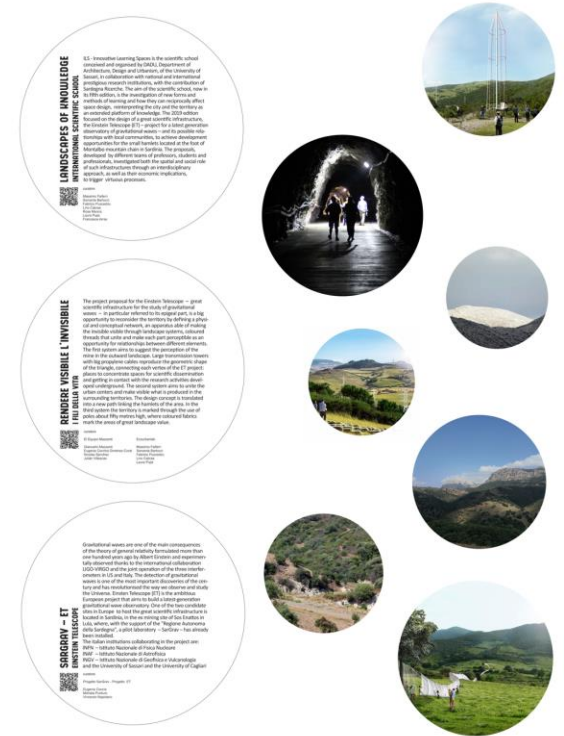 LANDSCAPES OF KNOWLEDGE
INTERNATIONAL SCIENTIFIC SCHOOL
ILS - Innovative Learning Spaces is the scientific school
conceived and organised by DADU, Department of
Architecture, Design and Urbanism, of the University of
Sassari, in collaboration with national and international
prestigious research institutions, with the contribution of
Sardegna Ricerche. The aim of the scientific school, now in
its fifth edition, is the investigation of new forms and
methods of learning and how they can reciprocally affect
space design, reinterpreting the city and the territory as
an extended platform of knowledge. The 2019 edition
focused on the design of a great scientific infrastructure,
the Einstein Telescope (ET) – project for a latest generation
observatory of gravitational waves – and its possible rela-
tionships with local communities, to achieve development
opportunities for the small hamlets located at the foot of
Montalbo mountain chain in Sardinia. The proposals,
developed by different teams of professors, students and
professionals, investigated both the spatial and social role
of such infrastructures through an interdisciplinary
approach, as well as their economic implications,
to trigger virtuous processes.
RENDERE VISIBILE L'INVISIBILE
I FILI DELLA VITA
The project proposal for the Einstein Telescope – great
scientific infrastructure for the study of gravitational
waves – in particular referred to its epigeal part, is a big
opportunity to reconsider the territory by defining a physi-
cal and conceptual network, an apparatus able of making
the invisible visible through landscape systems, coloured
threads that unite and make each part perceptible as an
opportunity for relationships between different elements.
The first system aims to suggest the perception of the
mine in the outward landscape. Large transmission towers
with big propylene cables reproduce the geometric shape
of the triangle, connecting each vertex of the ET project:
places to concentrate spaces for scientific dissemination
and getting in contact with the research activities devel-
oped underground. The second system aims to unite the
urban centers and make visible what is produced in the
surrounding territories. The design concept is translated
into a new path linking the hamlets of the area. In the
third system the territory is marked through the use of
poles about fifty metres high, where coloured fabrics
mark the areas of great landscape value.
SARGRAV – ET
EINSTEIN TELESCOPE
Gravitational waves are one of the main consequences
of the theory of general relativity formulated more than
one hundred years ago by Albert Einstein and experimen-
tally observed thanks to the international collaboration
LIGO-VIRGO and the joint operation of the three interfer-
ometers in US and Italy. The detection of gravitational
waves is one of the most important discoveries of the cen-
tury and has revolutionised the way we observe and study
the Universe. Einstein Telescope (ET) is the ambitious
European project that aims to build a latest-generation
gravitational wave observatory. One of the two candidate
sites in Europe to host the great scientific infrastructure is
located in Sardinia, in the ex mining site of Sos Enattos in
Lula, where, with the support of the "Regione Autonoma
della Sardegna", a pilot laboratory – SarGrav – has already
been installed.
The Italian institutions collaborating in the project are:
INFN – Istituto Nazionale di Fisica Nucleare
INAF – Istituto Nazionale di Astrofisica
INGV – Istituto Nazionale di Geofisica e Vulcanologia
and the University of Sassari and the University of Cagliari